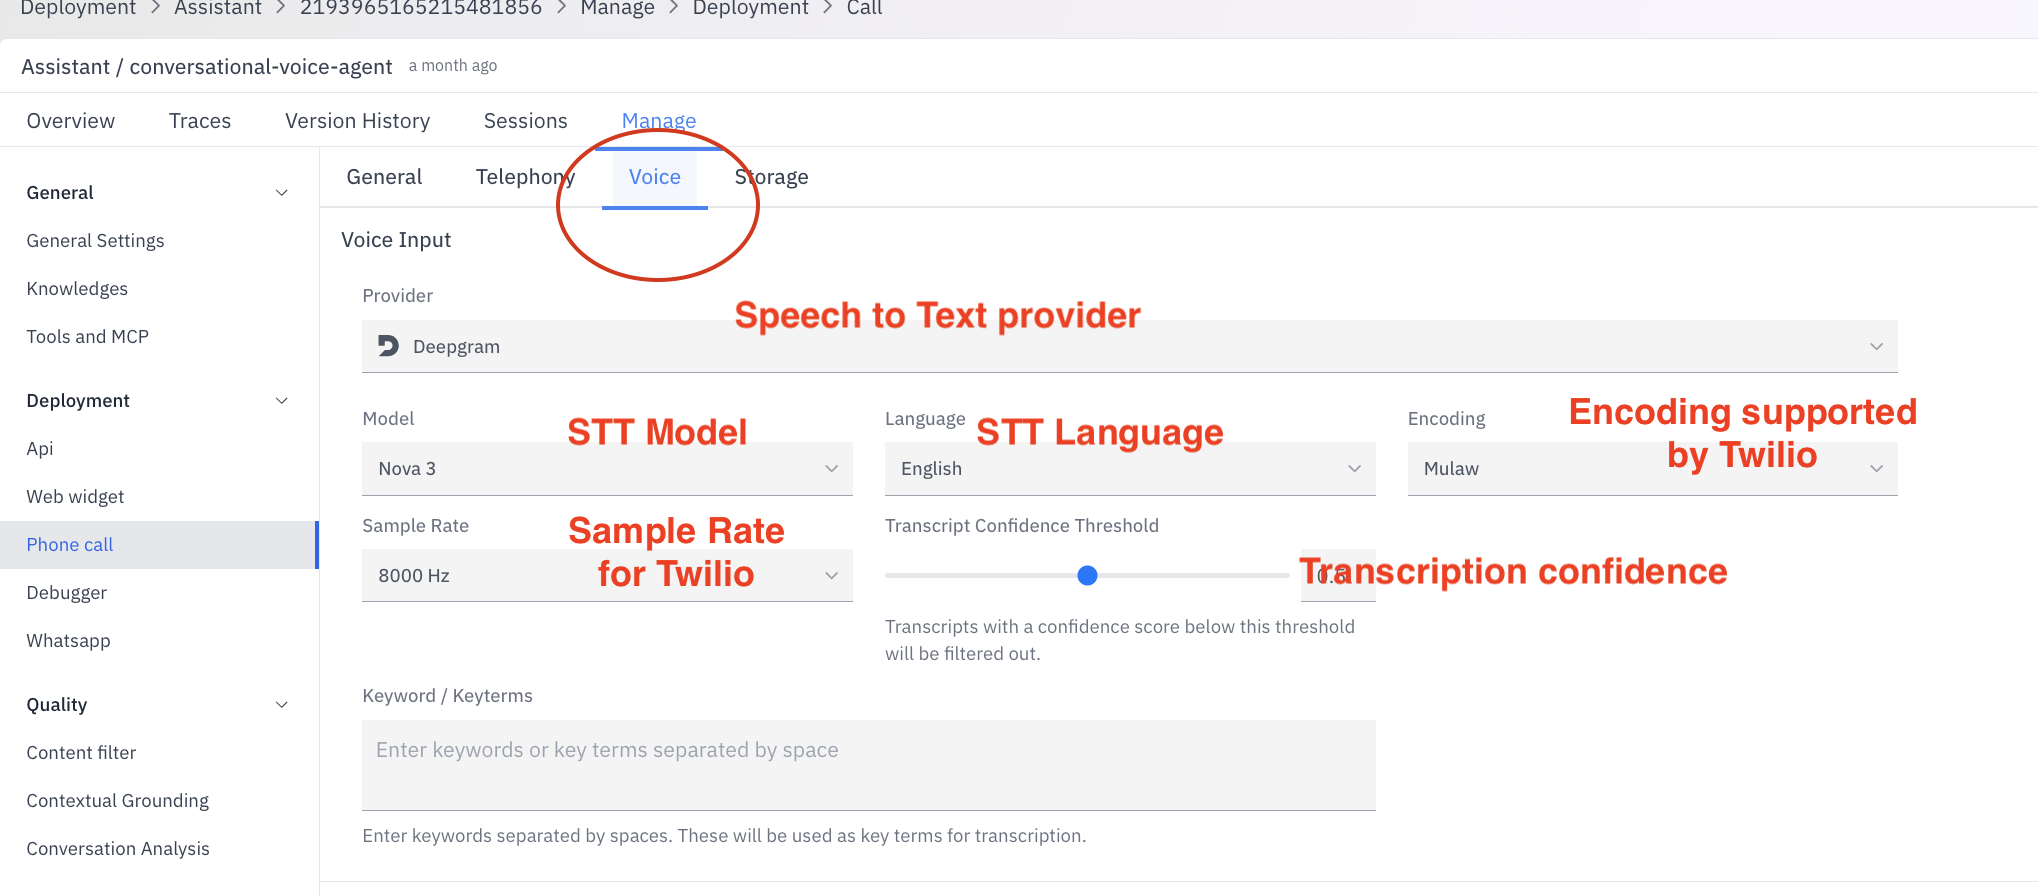 Deployment > Assistant > 2193965165215481856 > Manage > Deployment > Call
Assistant / conversational-voice-agent a month ago
Overview Traces Version History Sessions Manage
General
General Settings
Knowledges
Tools and MCP
Deployment
Api
Web widget
Phone call
Debugger
Whatsapp
Quality
Content filter
Contextual Grounding
Conversation Analysis
General Telephony Voice Storage
Voice Input
Provider
Speech to Text provider
Deepgram
Model
STT Model
Nova 3
Language
STT Language
English
Encoding
Encoding supported
by Twilio
Mulaw
Sample Rate
Sample Rate
for Twilio
8000 Hz
Transcript Confidence Threshold
Transcription confidence
Transcripts with a confidence score below this threshold
will be filtered out.
Keyword / Keyterms
Enter keywords or key terms separated by space
Enter keywords separated by spaces. These will be used as key terms for transcription.